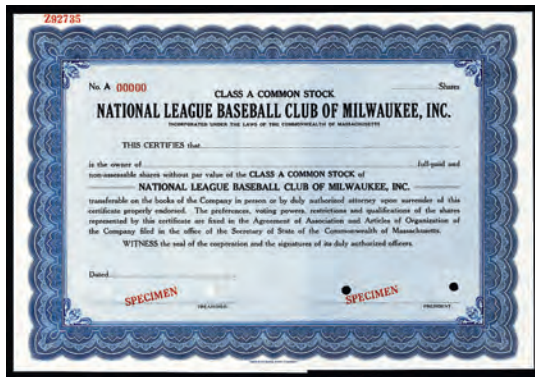 Z92735
No. A 00000 Shares
CLASS A COMMON STOCK
NATIONAL LEAGUE BASEBALL CLUB OF MILWAUKEE, INC.
INCORPORATED UNDER THE LAWS OF THE COMMONWEALTH OF MASSACHUSETTS
THIS CERTIFIES that
is the owner of full-paid and
non-assessable shares without par value of the CLASS A COMMON STOCK of
NATIONAL LEAGUE BASEBALL CLUB OF MILWAUKEE, INC.
transferable on the books of the Company in person or by duly authorized attorney upon surrender of this
certificate properly endorsed. The preferences, voting powers, restrictions and qualifications of the shares
represented by this certificate are fixed in the Agreement of Association and Articles of Organization of
the Company filed in the office of the Secretary of State of the Commonwealth of Massachusetts.
WITNESS the seal of the corporation and the signatures of its duly authorized officers.
Dated
SPECIMEN SPECIMEN
TREASURER. PRESIDENT.